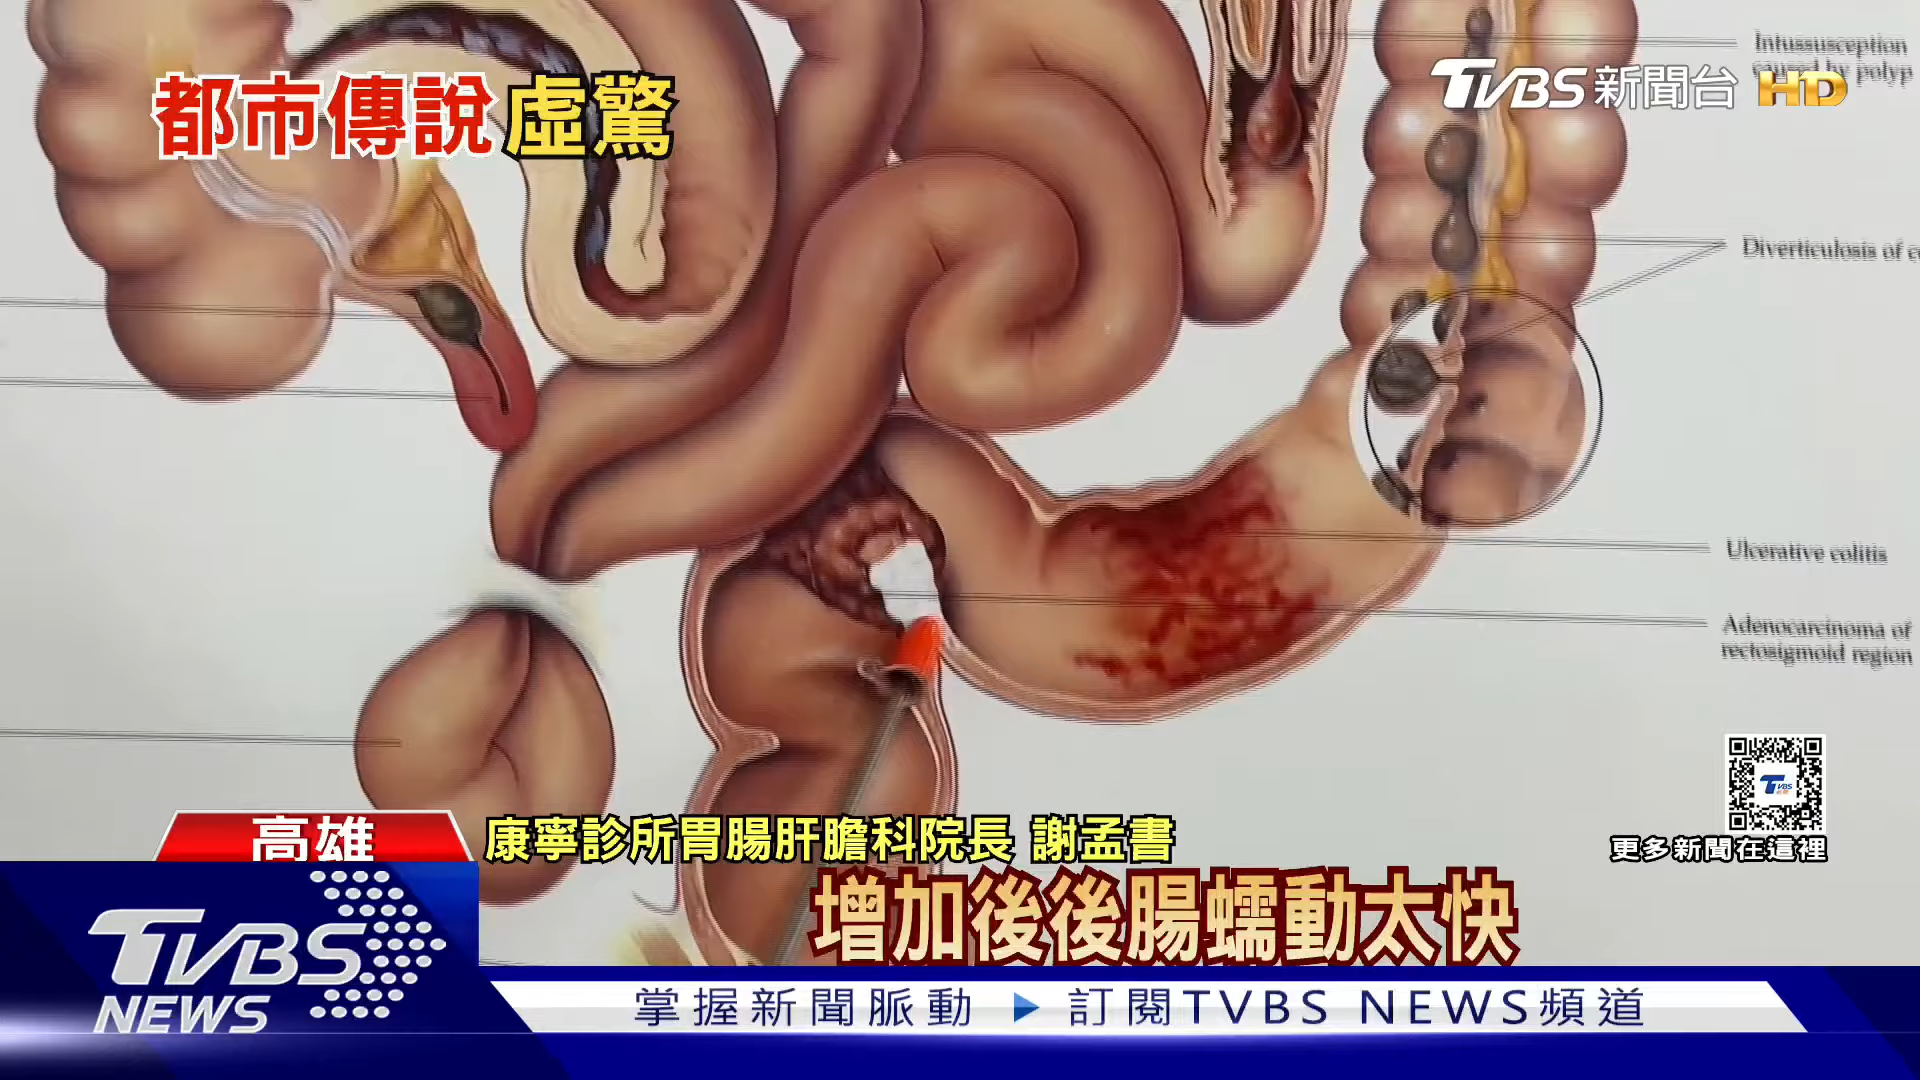 Intussusception
caused by polyp
都市傳說 虛驚
TVBS新聞台 HD
Diverticulosis of c
Ulcerative colitis
Adenocarcinoma of
rectosigmoid region
TVBS
更多新聞在這裡
高雄
康寧診所胃腸肝膽科院長 謝孟書
增加後後腸蠕動太快
TVBS
NEWS
掌握新聞脈動 ▶ 訂閱TVBS NEWS頻道